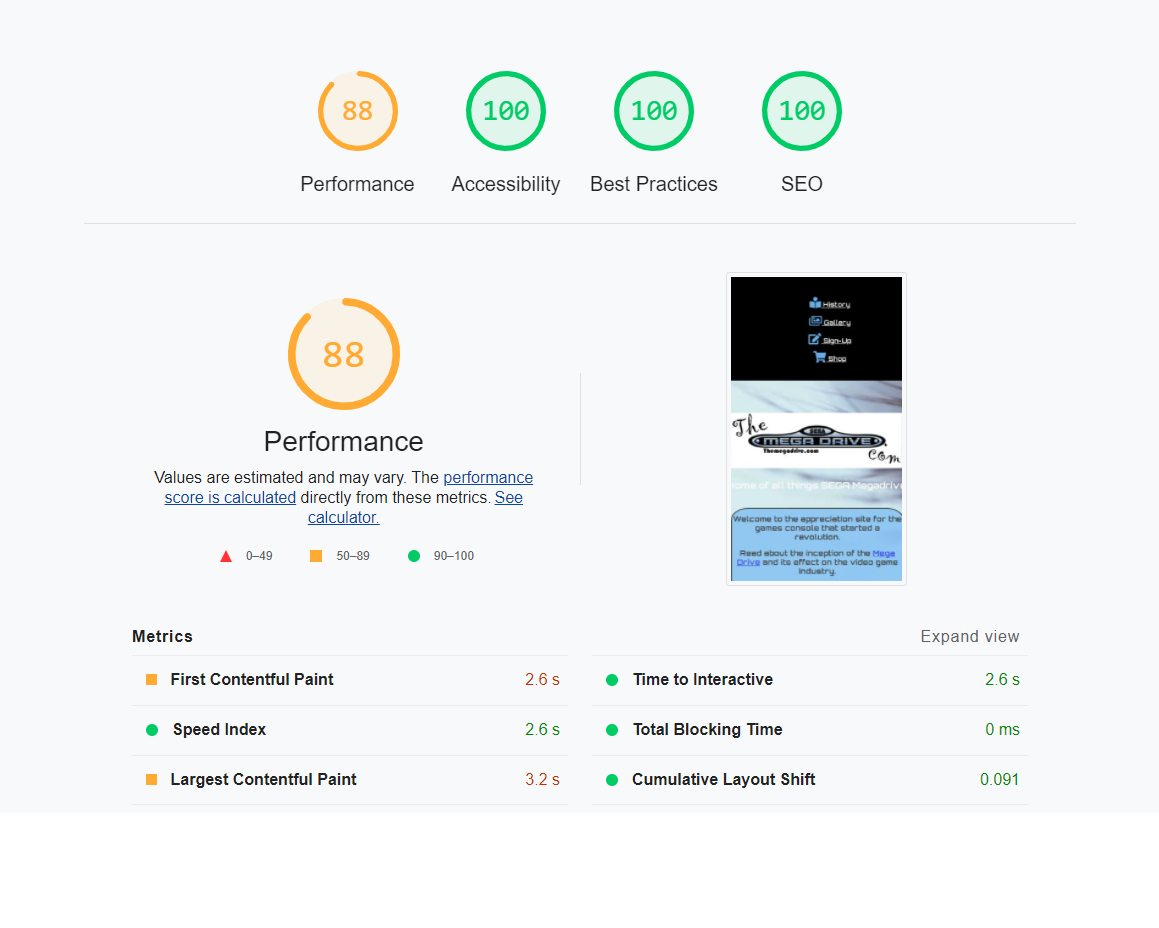 88
100
100
100
Performance
Accessibility
Best Practices
SEO
88
Performance
Values are estimated and may vary. The performance
score is calculated directly from these metrics. See
calculator.
0–49
50–89
90–100
History
Gallery
Sign-Up
Shop
The
SEGA
MEGA DRIVE
Themegadrive.com
.com
ome of all things SEGA Megadriv
Welcome to the appreciation site for the
games console that started a
revolution.
Read about the inception of the Mega
Drive and its effect on the video game
industry.
Metrics
Expand view
First Contentful Paint
2.6 s
Time to Interactive
2.6 s
Speed Index
2.6 s
Total Blocking Time
0 ms
Largest Contentful Paint
3.2 s
Cumulative Layout Shift
0.091